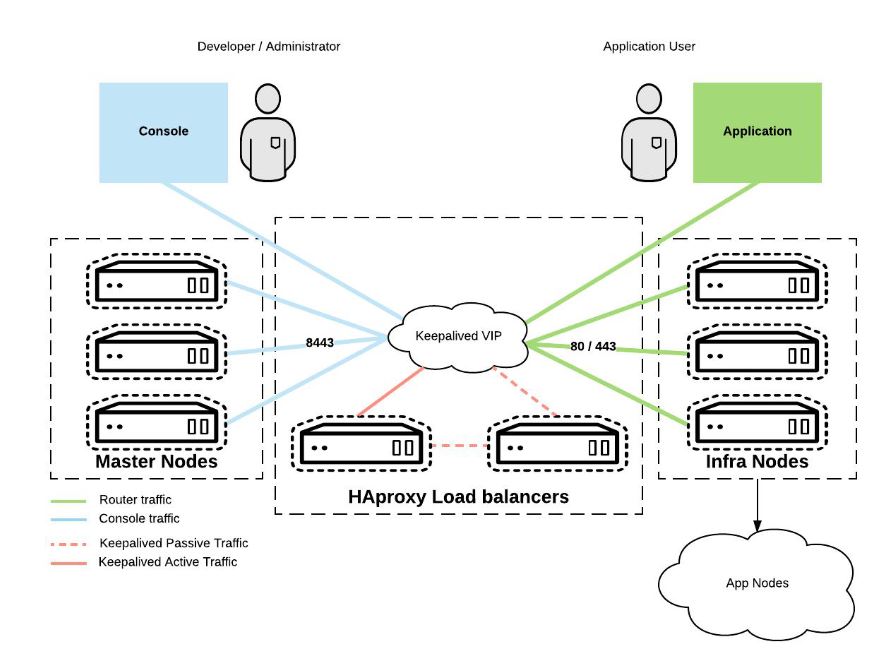 Developer / Administrator
Application User
Console
Application
Keepalived VIP
8443
80 / 443
Master Nodes
Infra Nodes
HAproxy Load balancers
Router traffic
Console traffic
Keepalived Passive Traffic
Keepalived Active Traffic
App Nodes